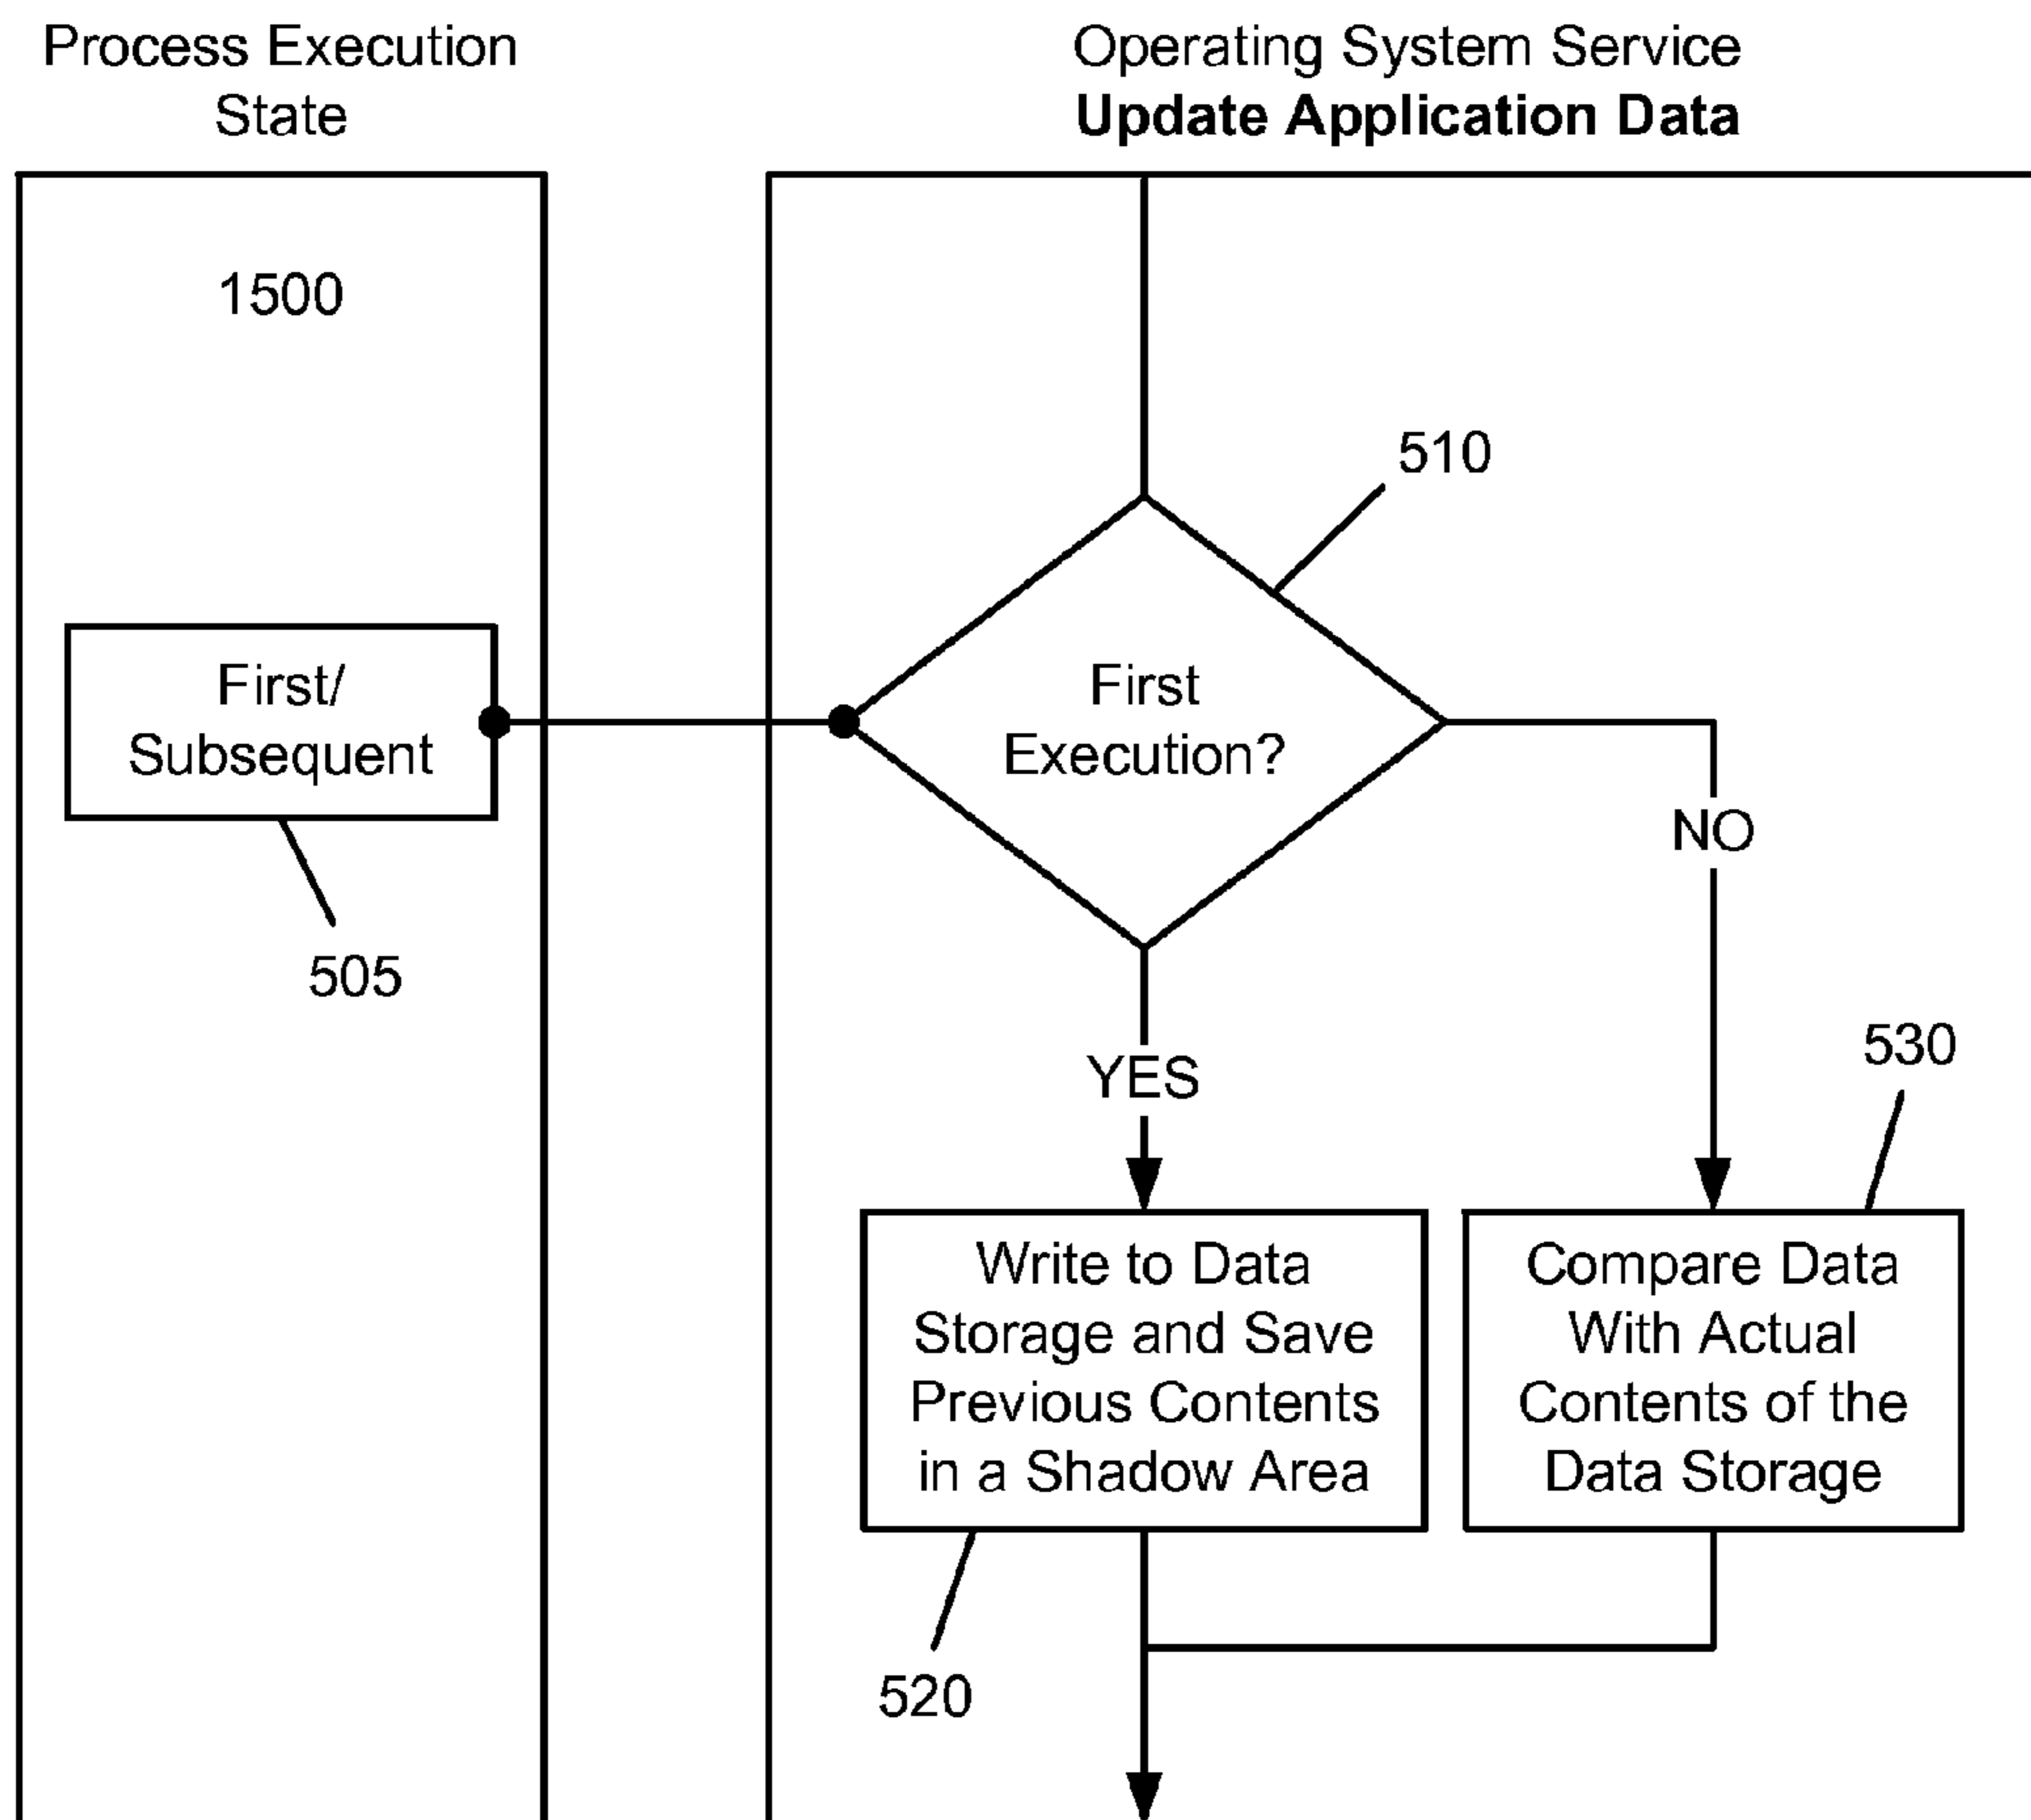 Process Execution
State
Operating System Service
Update Application Data
1500
510
First/
Subsequent
First
Execution?
NO
505
530
YES
Write to Data
Storage and Save
Previous Contents
in a Shadow Area
Compare Data
With Actual
Contents of the
Data Storage
520